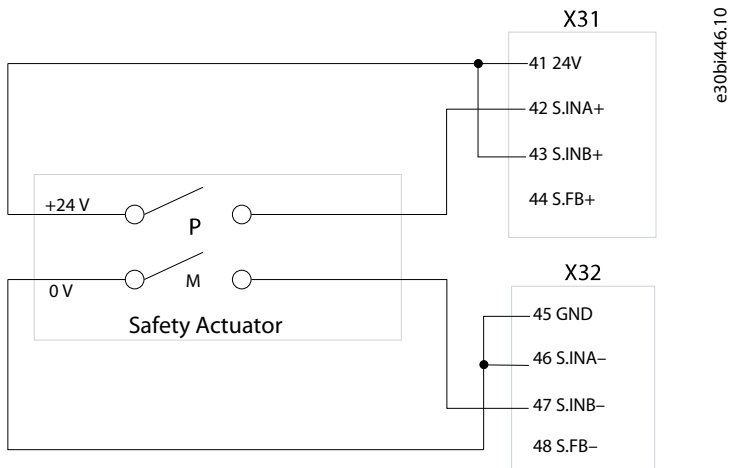 X31
e30bi446.10
41 24V
42 S.INA+
43 S.INB+
44 S.FB+
+24 V
P
M
0 V
Safety Actuator
X32
45 GND
46 S.INA–
47 S.INB–
48 S.FB–